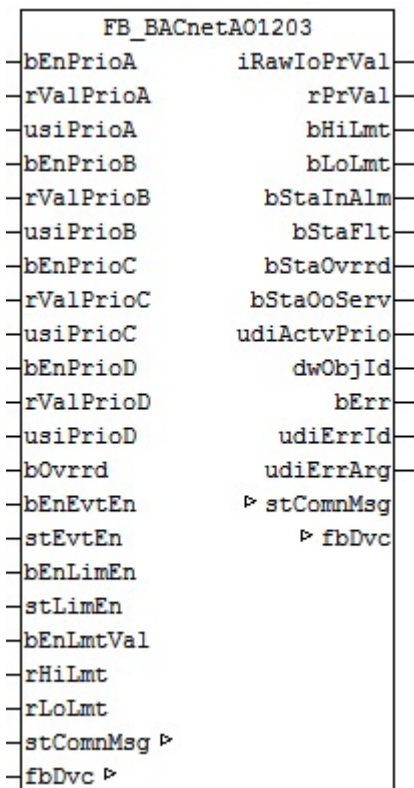 FB_BACnetAO1203
bEnPrioA iRawIoPrVal
rValPrioA rPrVal
usiPrioA bHiLmt
bEnPrioB bLoLmt
rValPrioB bStaInAlm
usiPrioB bStaFlt
bEnPrioC bStaOvrrd
rValPrioC bStaOoServ
usiPrioC udiActvPrio
bEnPrioD dwObjId
rValPrioD bErr
usiPrioD udiErrId
bOvrrd udiErrArg
bEnEvtEn ▷ stComnMsg
stEvtEn ▷ fbDvc
bEnLimEn
stLimEn
bEnLmtVal
rHiLmt
rLoLmt
stComnMsg ▷
fbDvc ▷